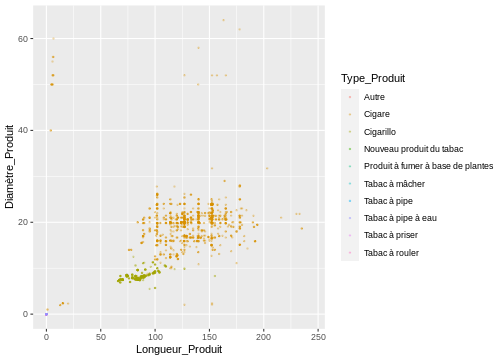 Diamètre_Produit
60
40
20
0
0
50
100
150
200
250
Longueur_Produit
Type_Produit
Autre
Cigare
Cigarillo
Nouveau produit du tabac
Produit à fumer à base de plantes
Tabac à mâcher
Tabac à pipe
Tabac à pipe à eau
Tabac à priser
Tabac à rouler